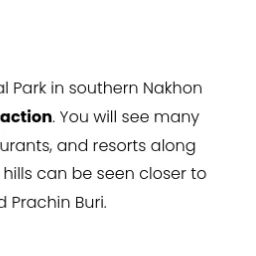 al Park in southern Nakhon
action. You will see many
urants, and resorts along
hills can be seen closer to
d Prachin Buri.